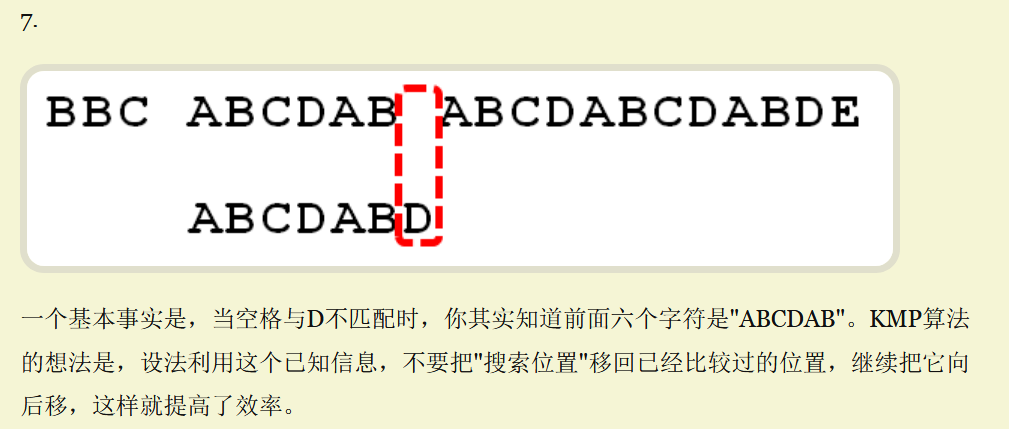 7.
BBC ABCDAB ABCDABCDABDE
ABCDABD
一个基本事实是，当空格与D不匹配时，你其实知道前面六个字符是"ABCDAB"。KMP算法
的想法是，设法利用这个已知信息，不要把"搜索位置"移回已经比较过的位置，继续把它向
后移，这样就提高了效率。